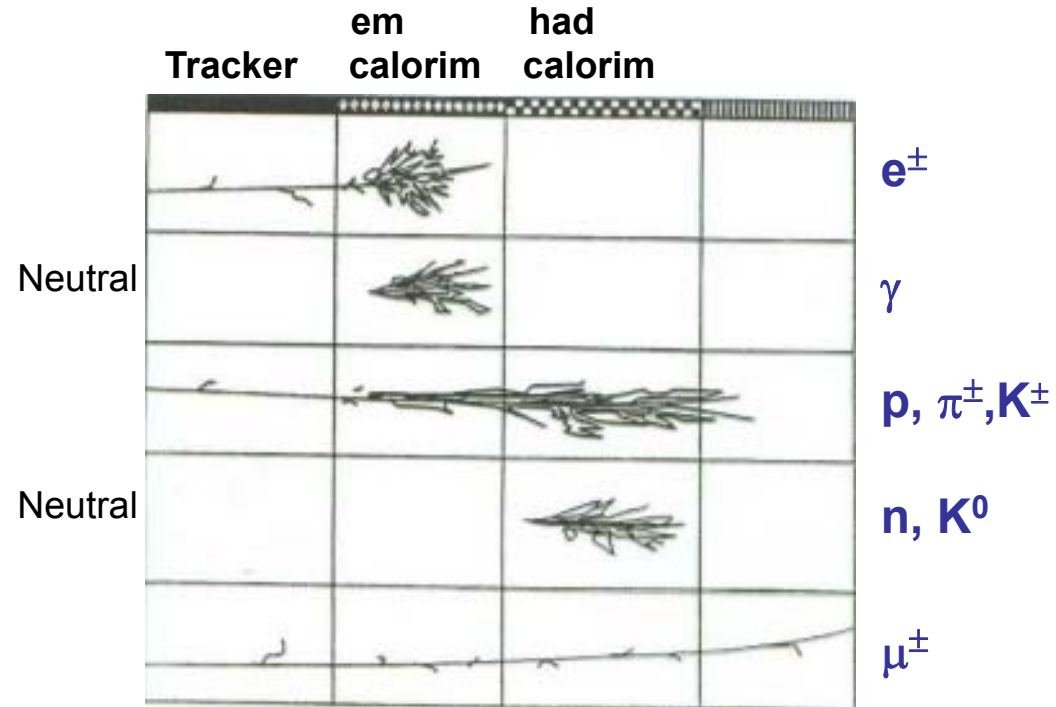 em had
Tracker calorim calorim
e±
Neutral γ
p, π±,K±
Neutral n, K⁰
μ±